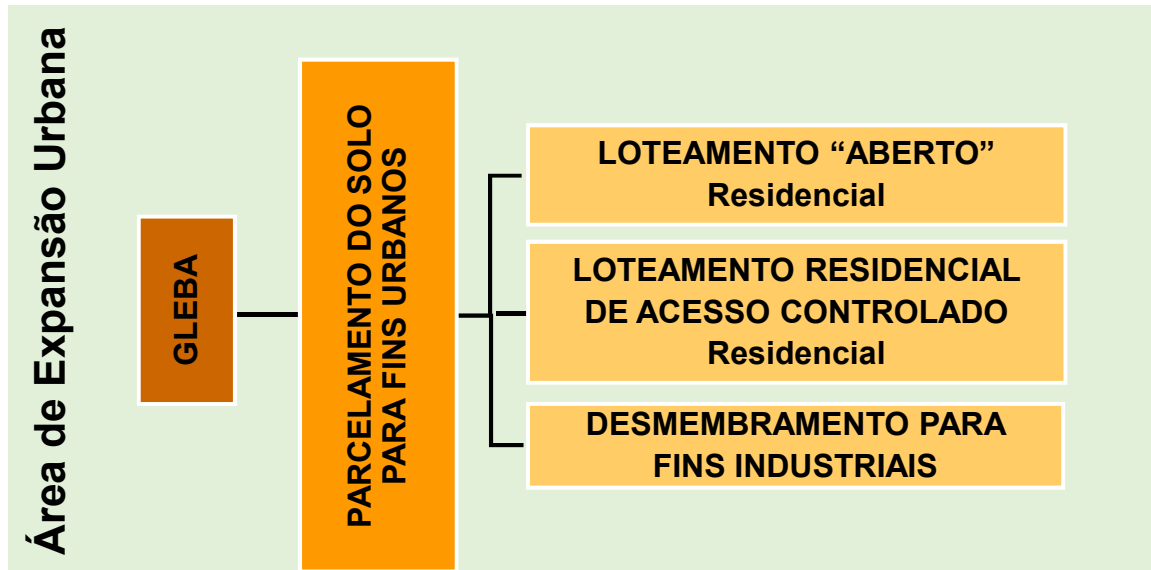 Área de Expansão Urbana
GLEBA
PARCELAMENTO DO SOLO
PARA FINS URBANOS
LOTEAMENTO “ABERTO”
Residencial
LOTEAMENTO RESIDENCIAL
DE ACESSO CONTROLADO
Residencial
DESMEMBRAMENTO PARA
FINS INDUSTRIAIS